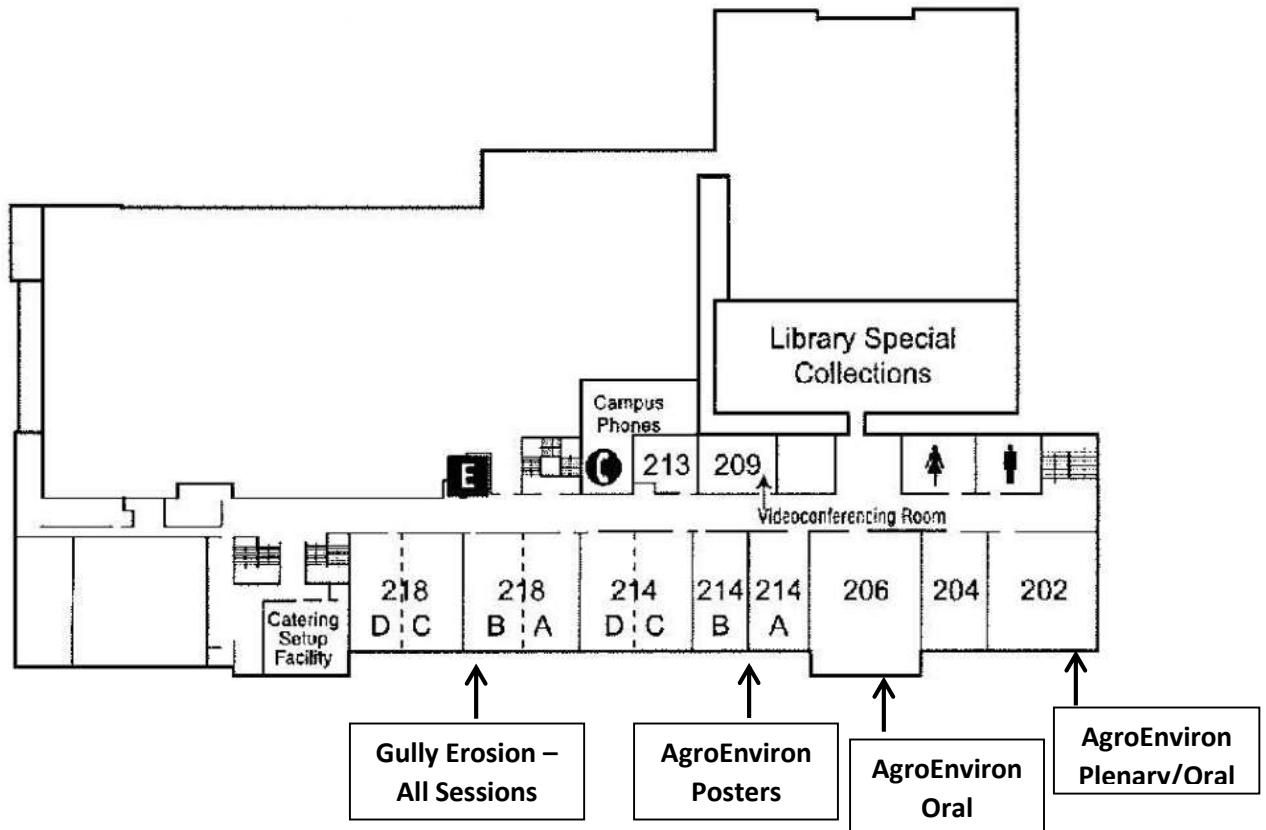 Library Special
Collections
Campus
Phones
E
213
209
Videoconferencing Room
218
D C
218
B A
214
D C
214
B
214
A
206
204
202
Catering
Setup
Facility
Gully Erosion –
All Sessions
AgroEnviron
Posters
AgroEnviron
Oral
AgroEnviron
Plenary/Oral